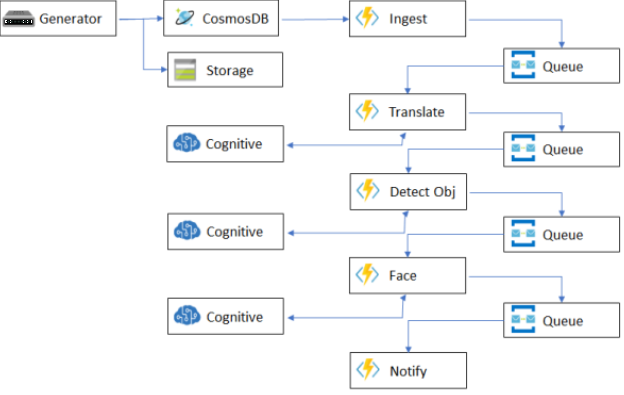 Generator
CosmosDB
Ingest
Storage
Queue
Translate
Cognitive
Queue
Detect Obj
Cognitive
Queue
Face
Cognitive
Queue
Notify